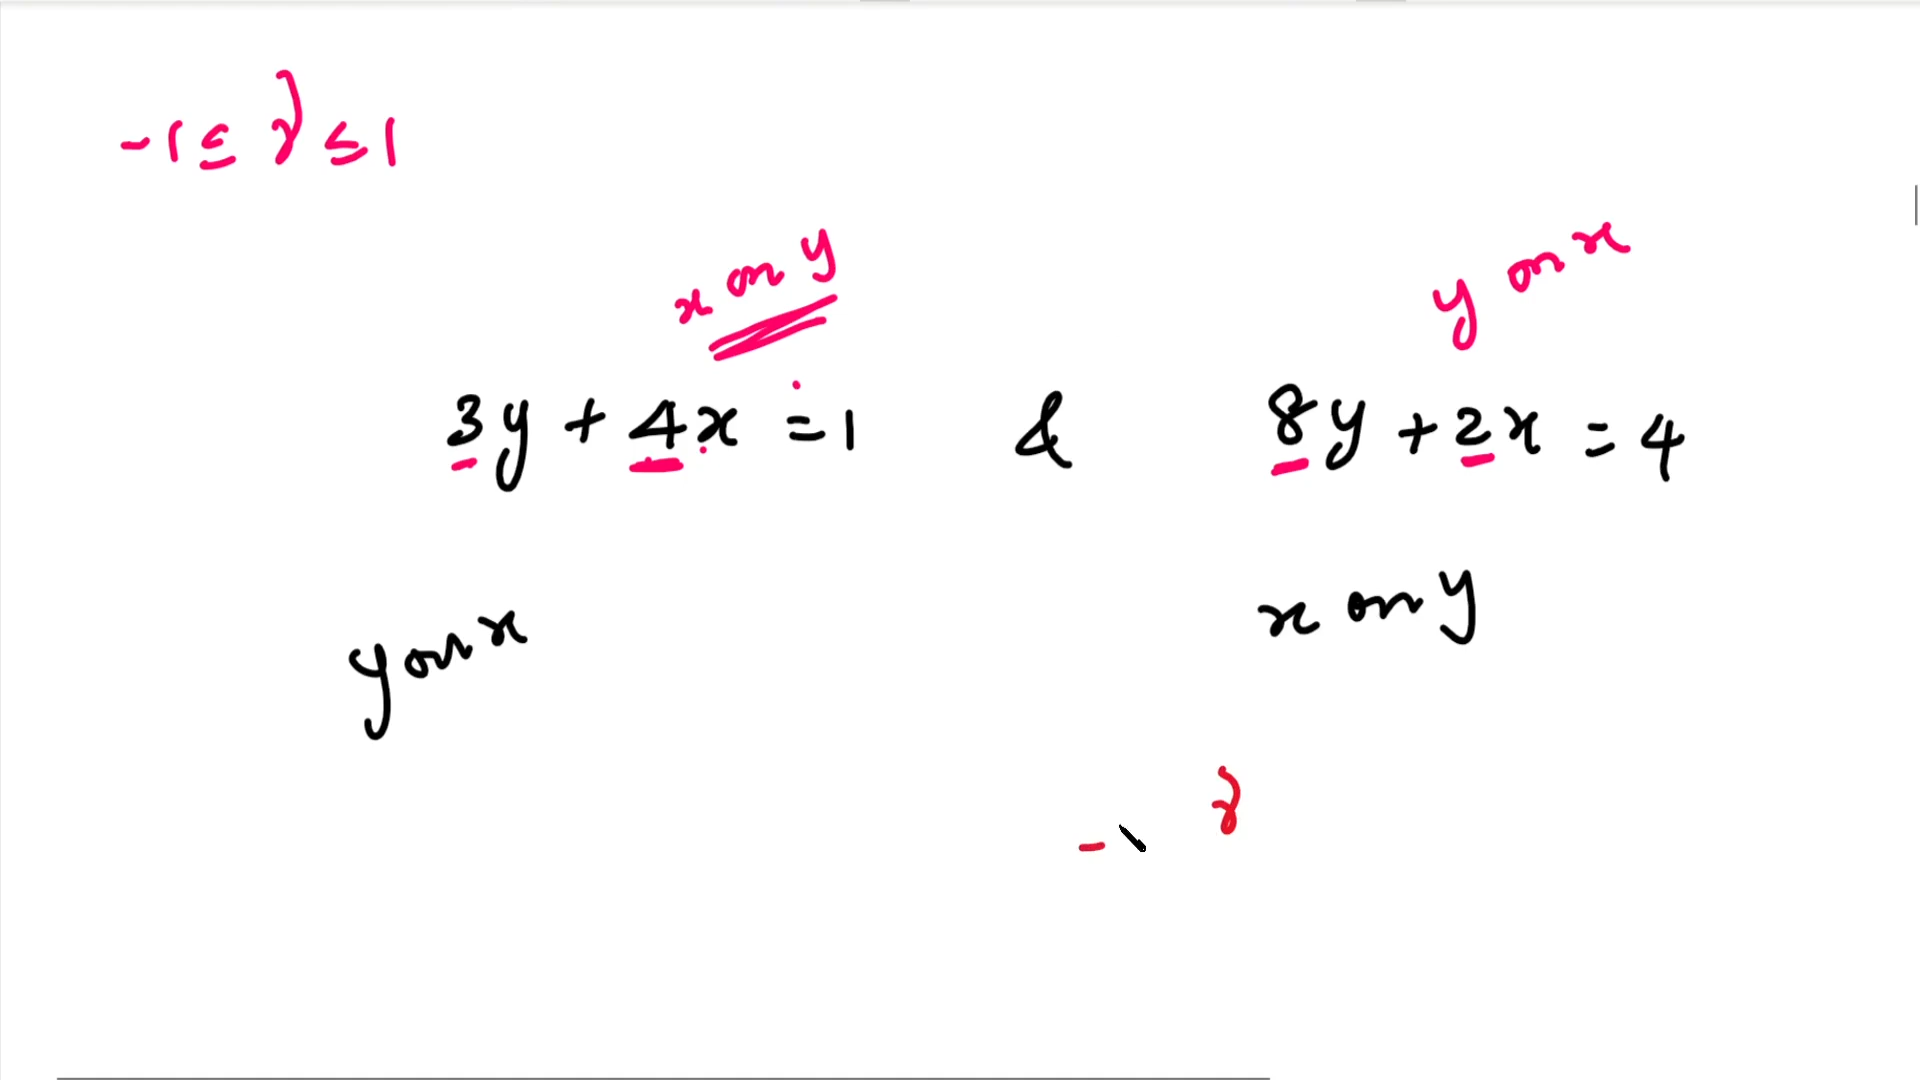 -1 ≤ r ≤ 1
x on y
y on x
3y + 4x = 1 & 8y + 2x = 4
y on x
x on y
- r